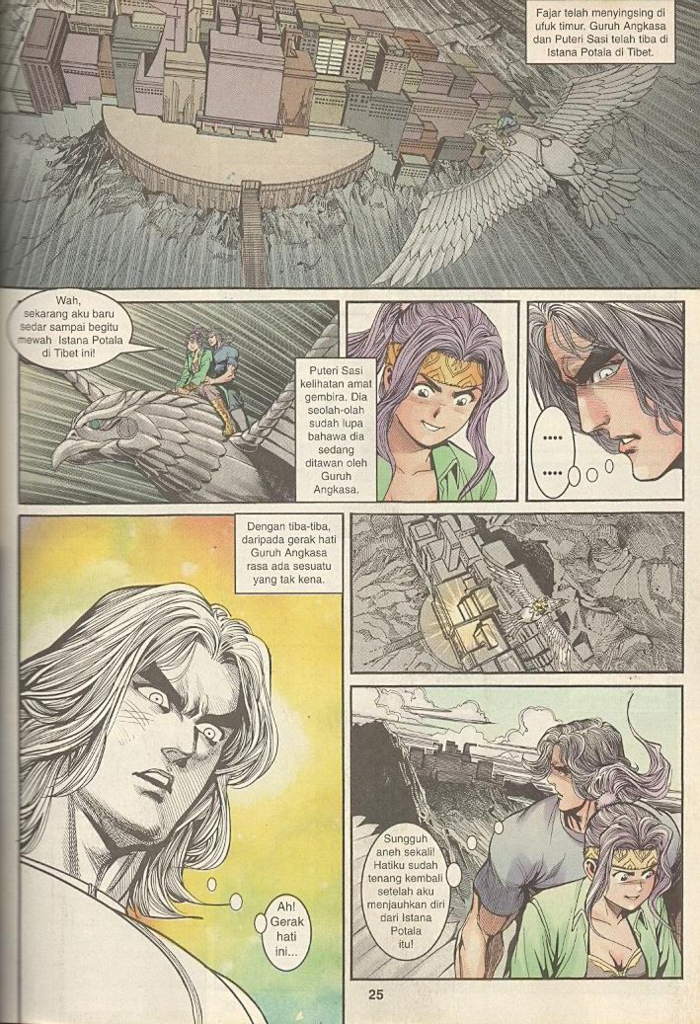 Fajar telah menyingsing di
ufuk timur. Guruh Angkasa
dan Puteri Sasi telah tiba di
Istana Potala di Tibet.
Wah,
sekarang aku baru
sedar sampai begitu
mewah Istana Potala
di Tibet ini!
Puteri Sasi
kelihatan amat
gembira. Dia
seolah-olah
sudah lupa
bahawa dia
sedang
ditawan oleh
Guruh
Angkasa.
....
....
Dengan tiba-tiba,
daripada gerak hati
Guruh Angkasa
rasa ada sesuatu
yang tak kena.
Ah!
Gerak
hati
ini...
Sungguh
aneh sekali!
Hatiku sudah
tenang kembali
setelah aku
menjauhkan diri
dari Istana
Potala
itu!
25